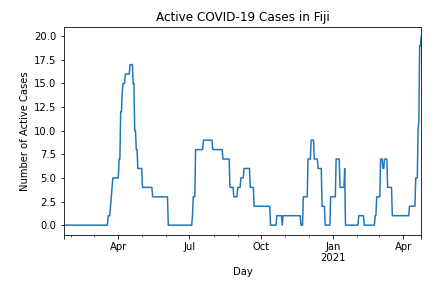 Active COVID-19 Cases in Fiji
20.0
17.5
15.0
12.5
10.0
7.5
5.0
2.5
0.0
Number of Active Cases
Apr Jul Oct Jan Apr
2021
Day